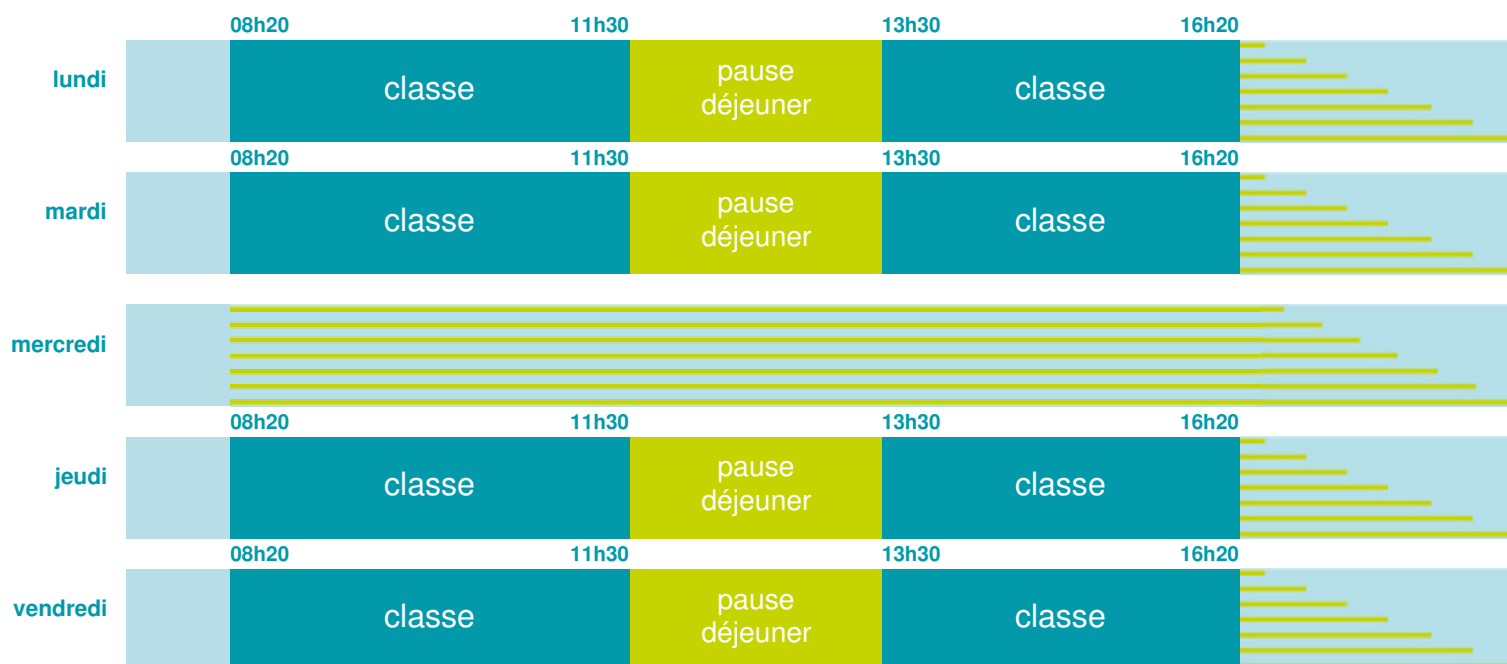 08h20 11h30 13h30 16h20
lundi classe pause déjeuner classe
08h20 11h30 13h30 16h20
mardi classe pause déjeuner classe
mercredi
08h20 11h30 13h30 16h20
jeudi classe pause déjeuner classe
08h20 11h30 13h30 16h20
vendredi classe pause déjeuner classe